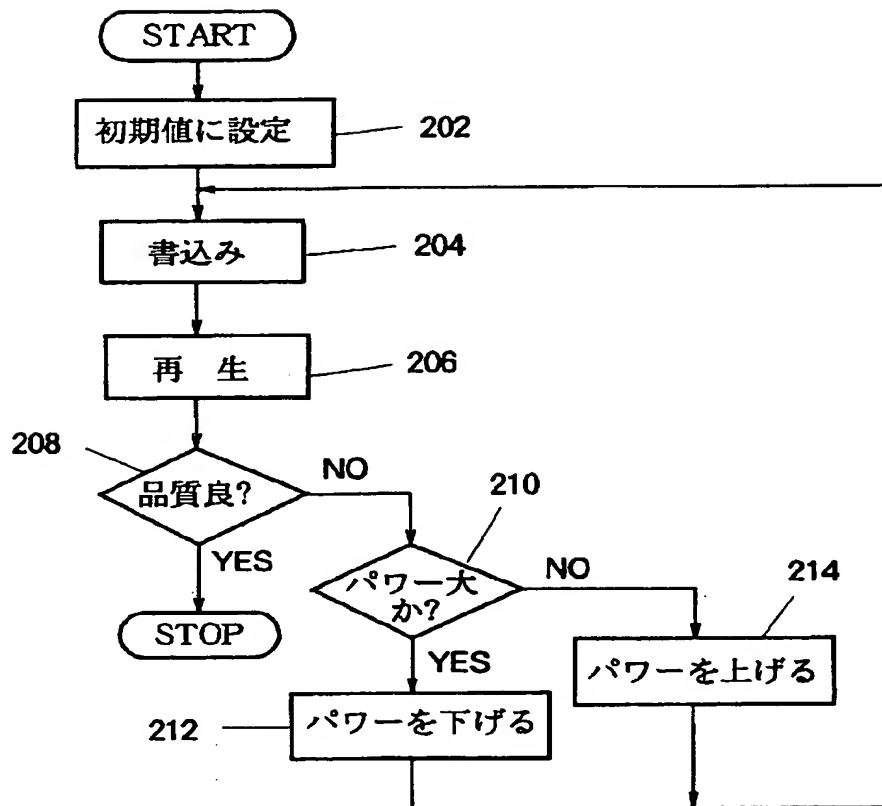 START
初期値に設定
202
書込み
204
再 生
206
208
品質良?
NO
YES
210
パワー大
か?
NO
214
STOP
YES
パワーを上げる
212
パワーを下げる